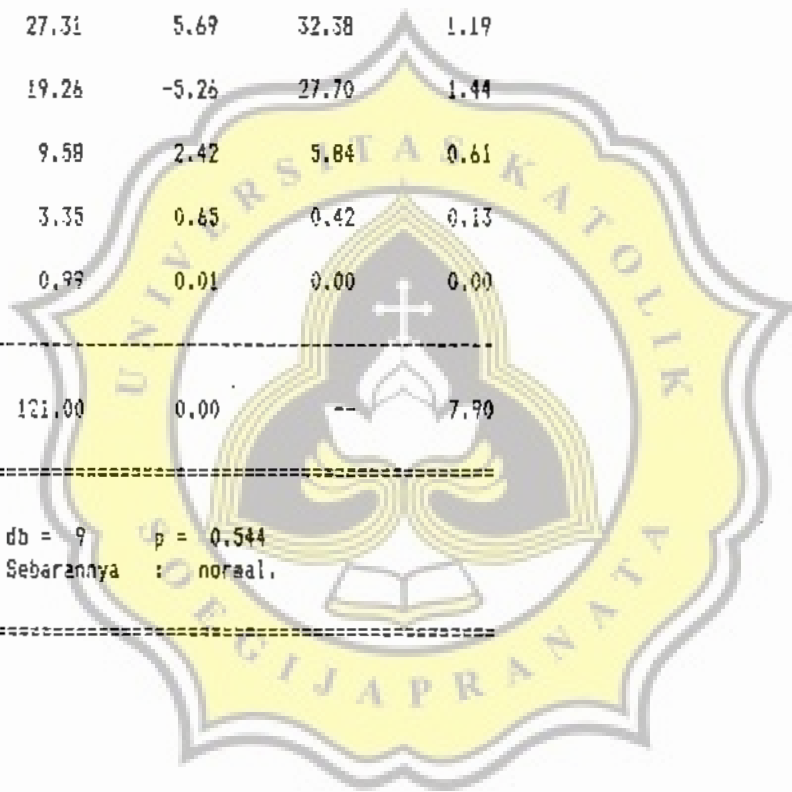 27.31 5.69 32.38 1.19
19.26 -5.26 27.70 1.44
9.58 2.42 5.84 0.61
3.35 0.65 0.42 0.13
0.99 0.01 0.00 0.00
121.00 0.00 -- 7.90
db = 9 p = 0.544
Sebarannya : normal.
UNIVERSITAS KATOLIK
SOEGIJAPRANATA